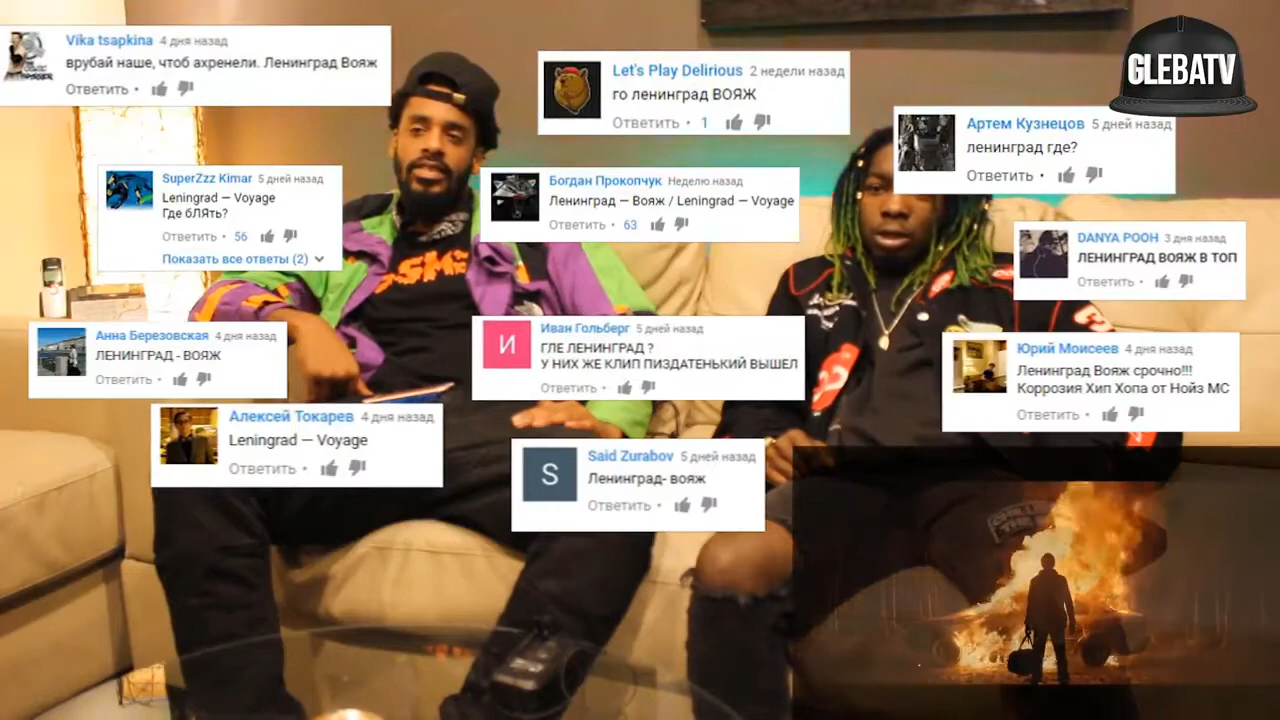 GLEBATV
Vika tsapkina 4 дня назад
врубай наше, чтоб ахренели. Ленинград Вояж
Ответить •
Let's Play Delirious 2 недели назад
го ленинград ВОЯЖ
Ответить • 1
Артем Кузнецов 5 дней назад
ленинград где?
Ответить •
SuperZzz Kimar 5 дней назад
Leningrad — Voyage
Где блЯть?
Ответить • 56
Показать все ответы (2)
Богдан Прокопчук Неделю назад
Ленинград — Вояж / Leningrad — Voyage
Ответить • 63
DANYA POOH 3 дня назад
ЛЕНИНГРАД ВОЯЖ В ТОП
Ответить •
Анна Березовская 4 дня назад
ЛЕНИНГРАД - ВОЯЖ
Ответить •
И
Иван Гольберг 5 дней назад
ГЛЕ ЛЕНИНГРАД ?
У НИХ ЖЕ КЛИП ПИЗДАТЕНЬКИЙ ВЫШЕЛ
Ответить •
Юрий Моисеев 4 дня назад
Ленинград Вояж срочно!!!
Коррозия Хип Хопа от Нойз МС
Ответить •
Алексей Токарев 4 дня назад
Leningrad — Voyage
Ответить •
S
Said Zurabov 5 дней назад
Ленинград- вояж
Ответить •